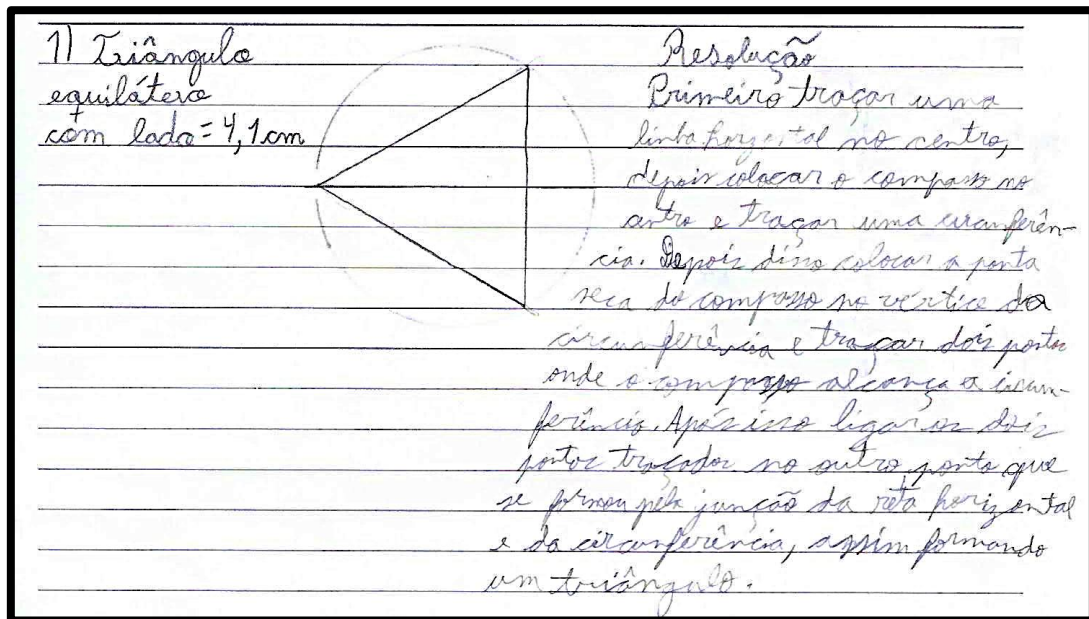 1) Triângulo
equilátero
com lado = 4,1 cm
Resolução
Primeiro traçar uma
linha horizontal no centro,
depois colocar o compasso no
centro e traçar uma circunferên-
cia. Depois disso colocar a ponta
seca do compasso no vértice da
circunferência e traçar dois pontos
onde o compasso alcança a circun-
ferência. Após isso ligar os dois
pontos traçados no outro ponto que
se formou pela junção da reta horizontal
e da circunferência, assim formando
um triângulo.